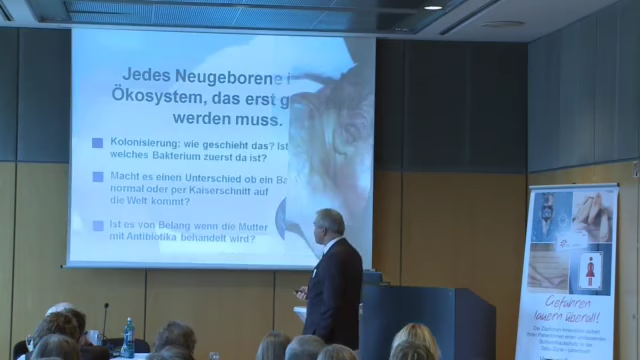 Jedes Neugeborene i
Ökosystem, das erst g
werden muss.
Kolonisierung: wie geschieht das? Ist
welches Bakterium zuerst da ist?
Macht es einen Unterschied ob ein Ba
normal oder per Kaiserschnitt auf
die Welt kommt?
Ist es von Belang wenn die Mutter
mit Antibiotika behandelt wird?
Gefahren
lauern überall!